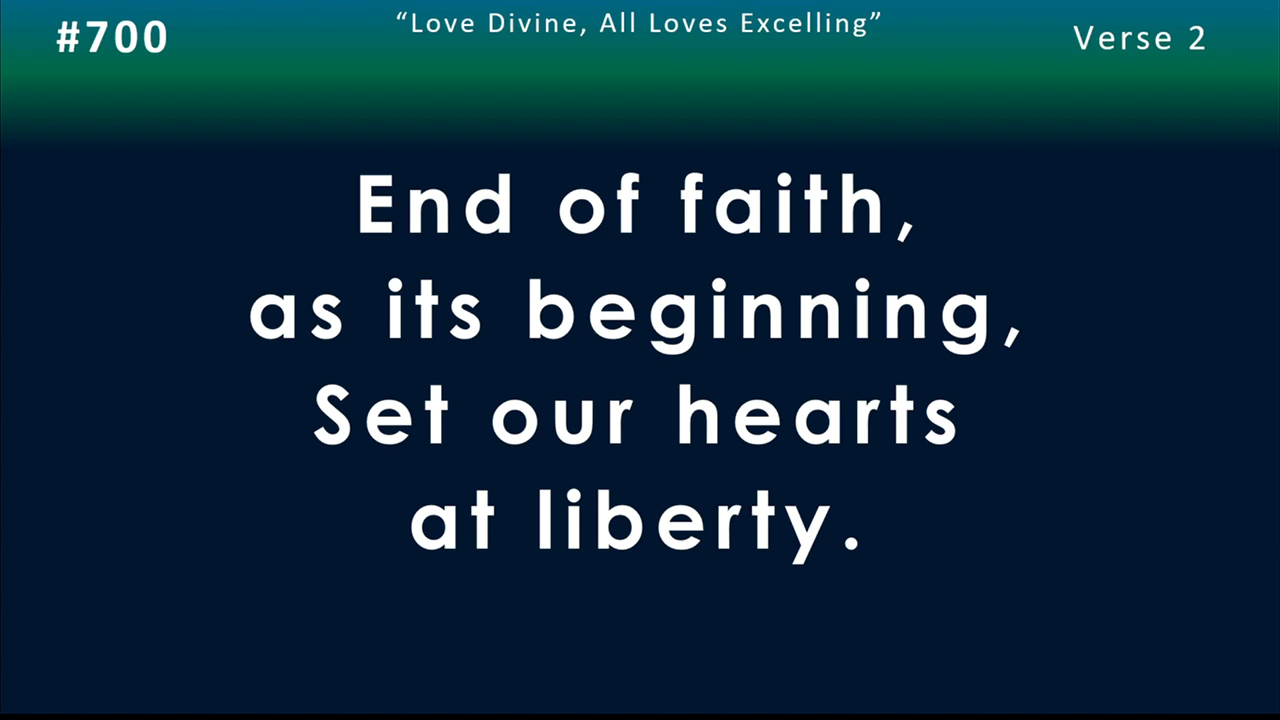 #700
“Love Divine, All Loves Excelling”
Verse 2
End of faith,
as its beginning,
Set our hearts
at liberty.